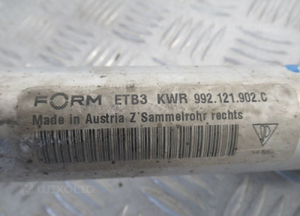 FORM ETB3 KWR 992.121.902.C
Made in Austria Z`Sammelrohr rechts